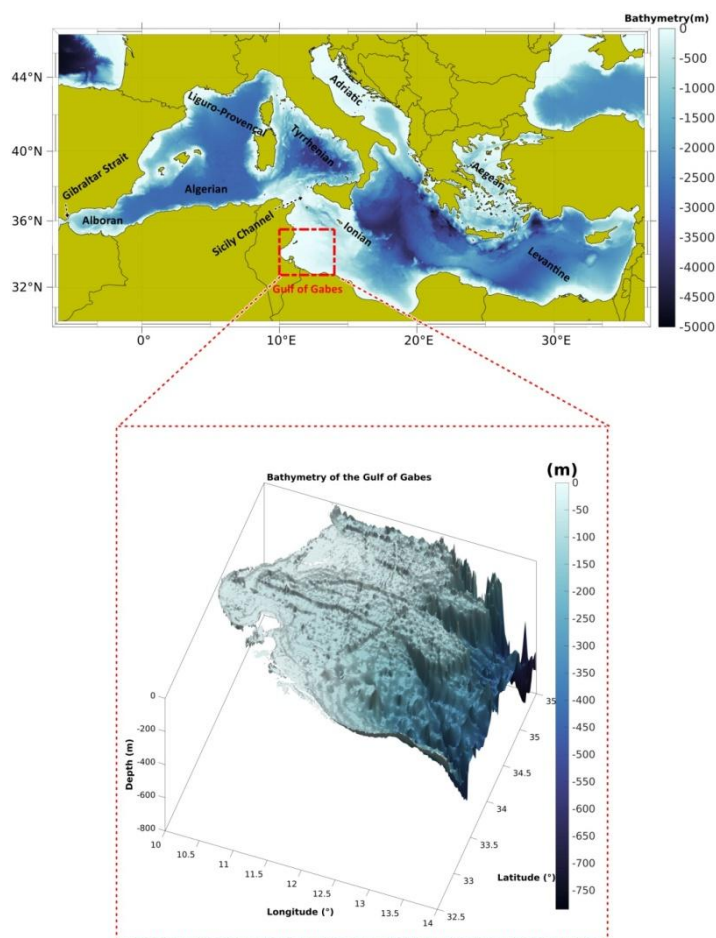 Bathymetry(m)
0
-500
-1000
-1500
-2000
-2500
-3000
-3500
-4000
-4500
-5000
44°N
40°N
36°N
32°N
0°
10°E
20°E
30°E
Adriatic
Liguro-Provençal
Tyrrhenian
Aegean
Gibraltar Strait
Algerian
Alboran
Sicily Channel
Ionian
Levantine
Gulf of Gabes
Bathymetry of the Gulf of Gabes
(m)
0
-50
-100
-150
-200
-250
-300
-350
-400
-450
-500
-550
-600
-650
-700
-750
0
-200
-400
-600
-800
Depth (m)
10
10.5
11
11.5
12
12.5
13
13.5
14
Longitude (°)
32.5
33
33.5
34
34.5
35
35
Latitude (°)